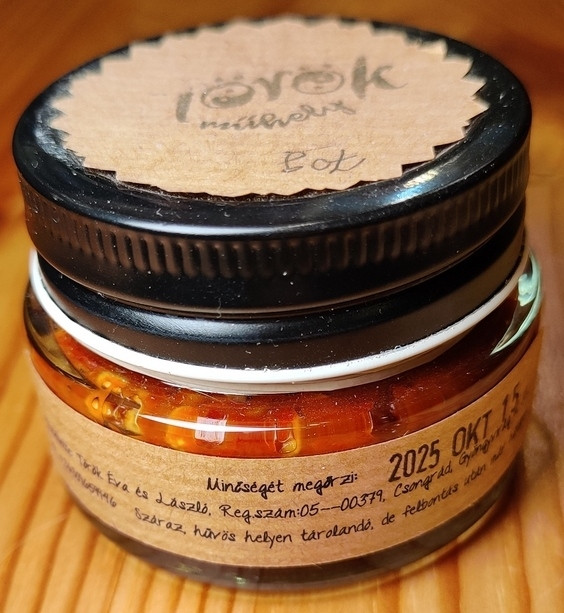 török
műhely
Minőségét megőrzi: 2025 OKT 15
Török Éva és László, Reg.szám:05---00379, Csongrád, Gyöngyvirág
Száraz, hűvös helyen tárolandó, de felbontás után